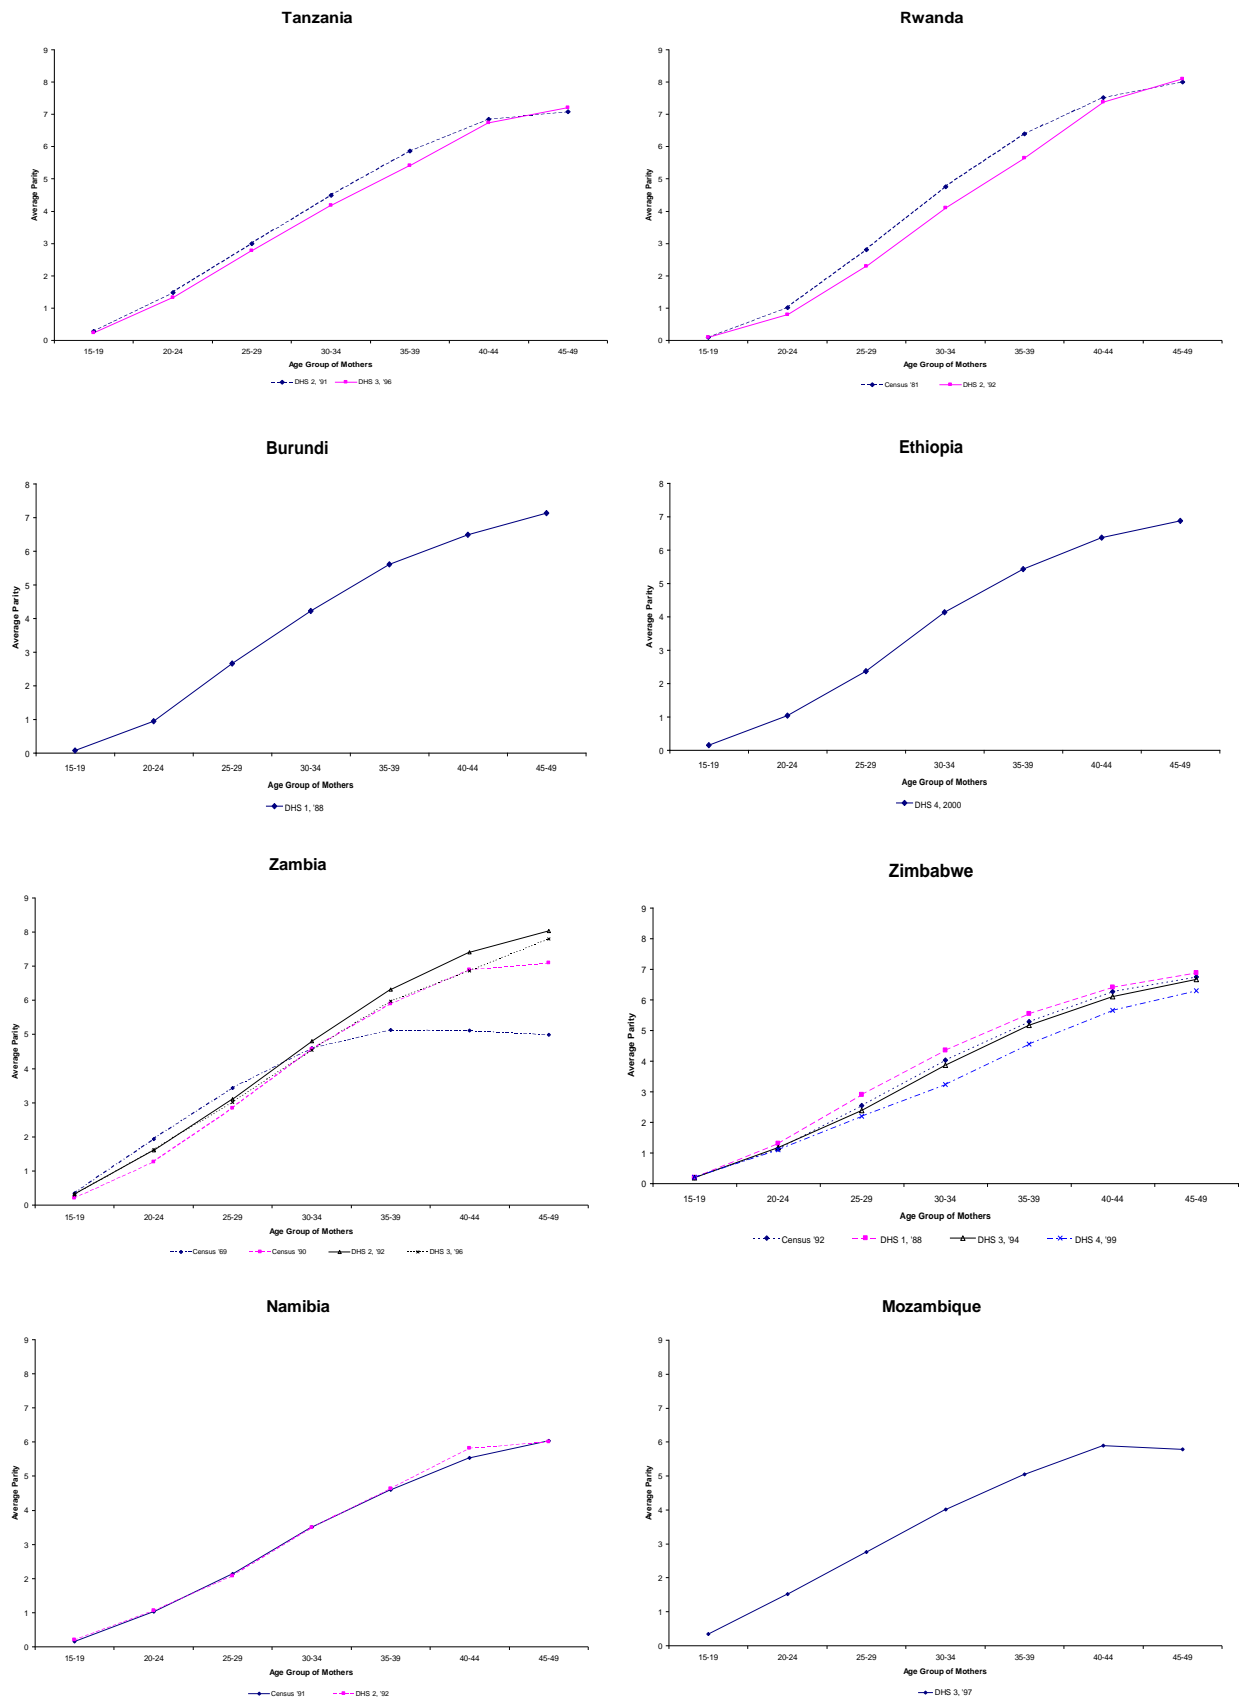 Tanzania
9
8
7
6
5
4
3
2
1
0
Average Parity
15-19 20-24 25-29 30-34 35-39 40-44 45-49
Age Group of Mothers
DHS 2, '91 DHS 3, '96
Rwanda
9
8
7
6
5
4
3
2
1
0
Average Parity
15-19 20-24 25-29 30-34 35-39 40-44 45-49
Age Group of Mothers
Census '81 DHS 2, '92
Burundi
8
7
6
5
4
3
2
1
0
Average Parity
15-19 20-24 25-29 30-34 35-39 40-44 45-49
Age Group of Mothers
DHS 1, '88
Ethiopia
8
7
6
5
4
3
2
1
0
Average Parity
15-19 20-24 25-29 30-34 35-39 40-44 45-49
Age Group of Mothers
DHS 4, 2000
Zambia
9
8
7
6
5
4
3
2
1
0
Average Parity
15-19 20-24 25-29 30-34 35-39 40-44 45-49
Age Group of Mothers
Census '69 Census '90 DHS 2, '92 DHS 3, '96
Zimbabwe
9
8
7
6
5
4
3
2
1
0
Average Parity
15-19 20-24 25-29 30-34 35-39 40-44 45-49
Age Group of Mothers
Census '92 DHS 1, '88 DHS 3, '94 DHS 4, '99
Namibia
9
8
7
6
5
4
3
2
1
0
Average Parity
15-19 20-24 25-29 30-34 35-39 40-44 45-49
Age Group of Mothers
Census '91 DHS 2, '92
Mozambique
9
8
7
6
5
4
3
2
1
0
Average Parity
15-19 20-24 25-29 30-34 35-39 40-44 45-49
Age Group of Mothers
DHS 3, '97